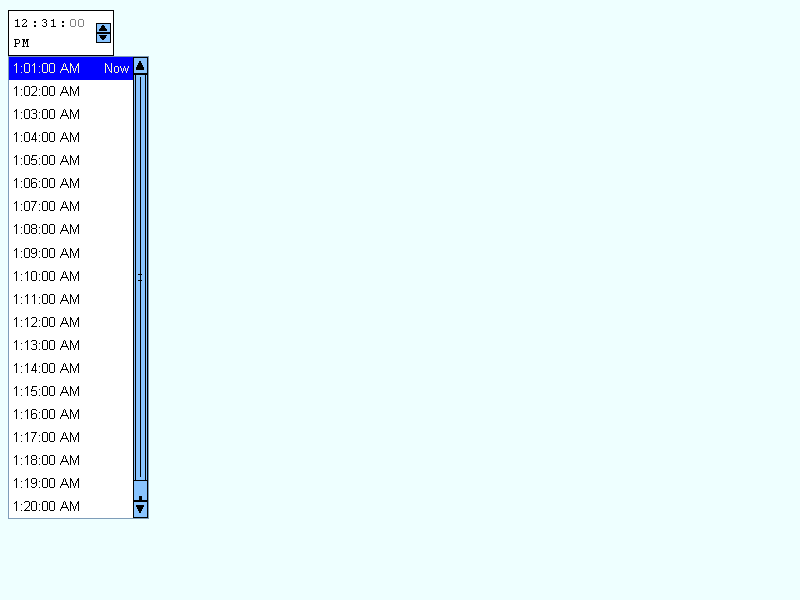 12:31:00
PM
1:01:00 AM Now
1:02:00 AM
1:03:00 AM
1:04:00 AM
1:05:00 AM
1:06:00 AM
1:07:00 AM
1:08:00 AM
1:09:00 AM
1:10:00 AM
1:11:00 AM
1:12:00 AM
1:13:00 AM
1:14:00 AM
1:15:00 AM
1:16:00 AM
1:17:00 AM
1:18:00 AM
1:19:00 AM
1:20:00 AM